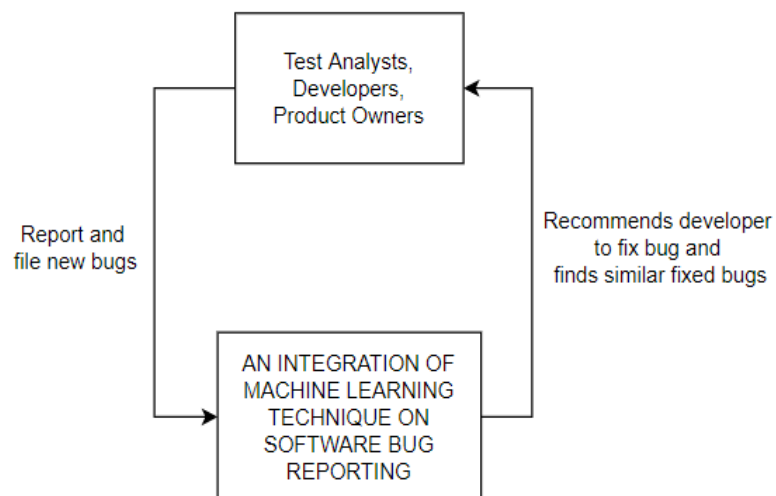 Test Analysts,
Developers,
Product Owners
Report and
file new bugs
Recommends developer
to fix bug and
finds similar fixed bugs
AN INTEGRATION OF
MACHINE LEARNING
TECHNIQUE ON
SOFTWARE BUG
REPORTING